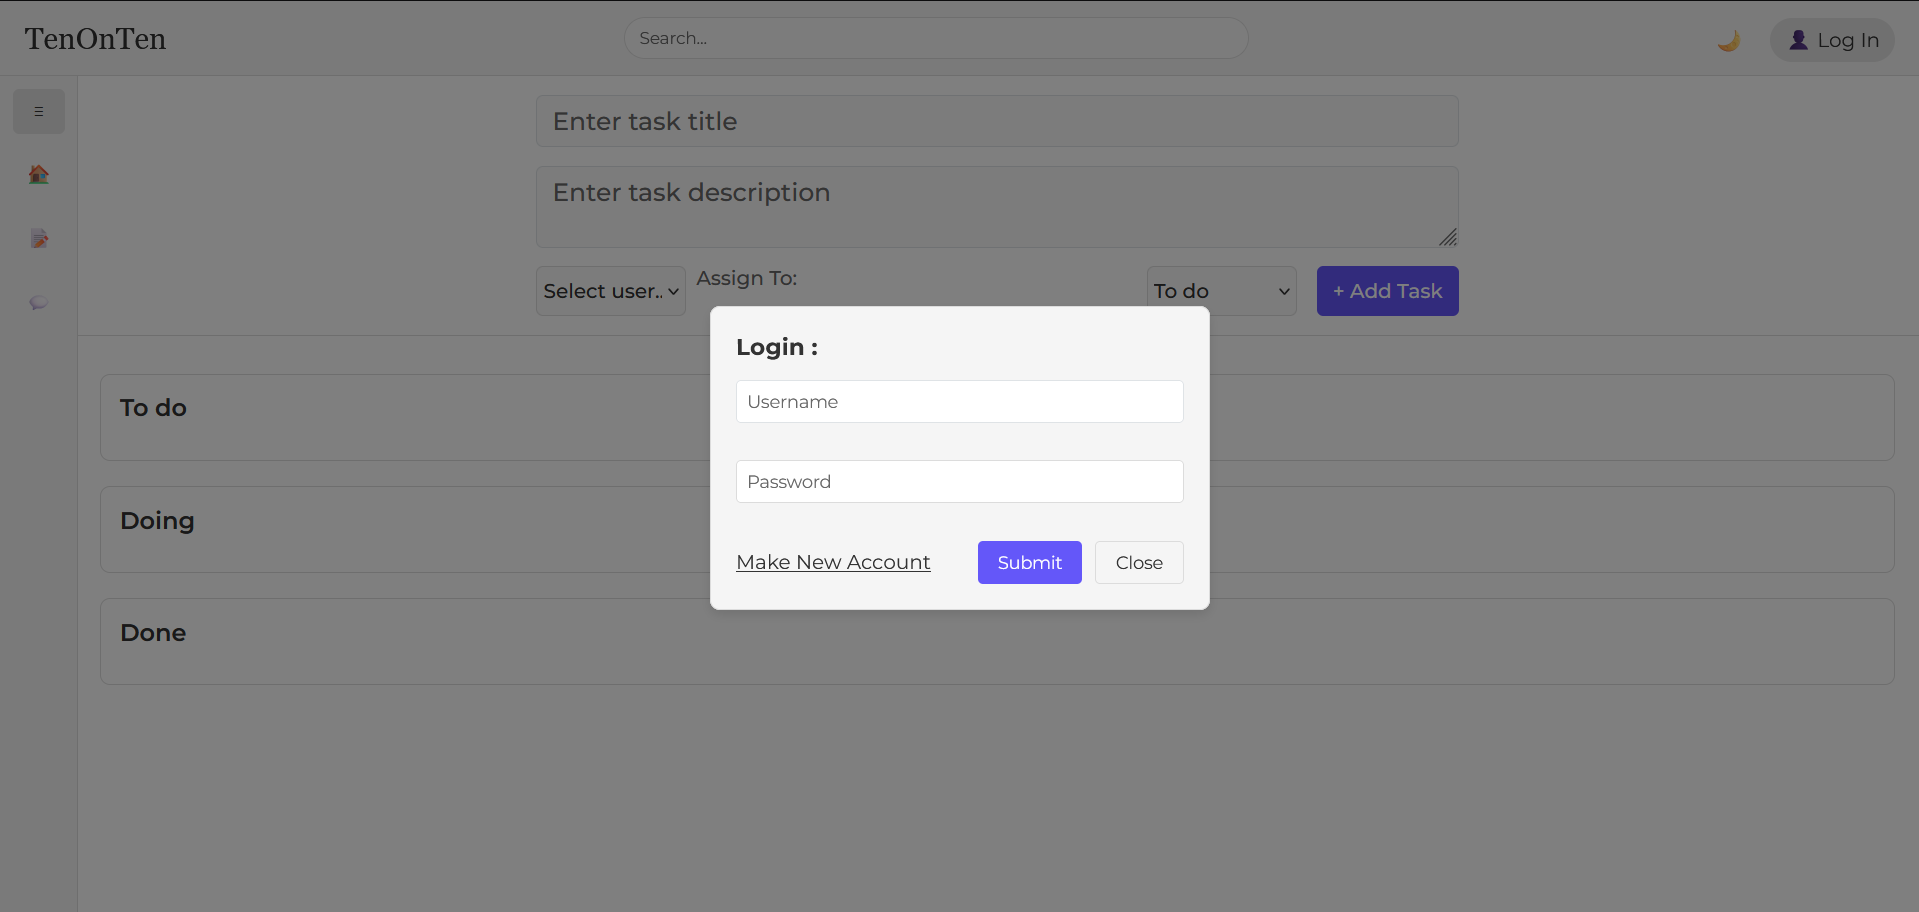 TenOnTen
Search...
Log In
Enter task title
Enter task description
Select user..
Assign To:
To do
+ Add Task
Login :
Username
Password
Make New Account
Submit
Close
To do
Doing
Done